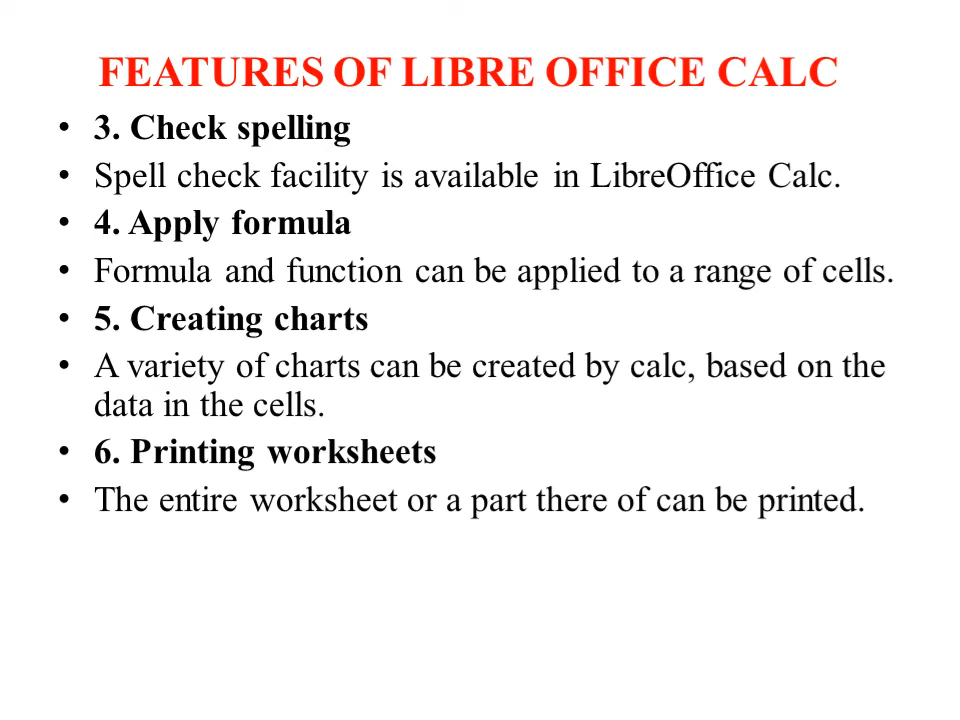 FEATURES OF LIBRE OFFICE CALC
• 3. Check spelling
• Spell check facility is available in LibreOffice Calc.
• 4. Apply formula
• Formula and function can be applied to a range of cells.
• 5. Creating charts
• A variety of charts can be created by calc, based on the
data in the cells.
• 6. Printing worksheets
• The entire worksheet or a part there of can be printed.